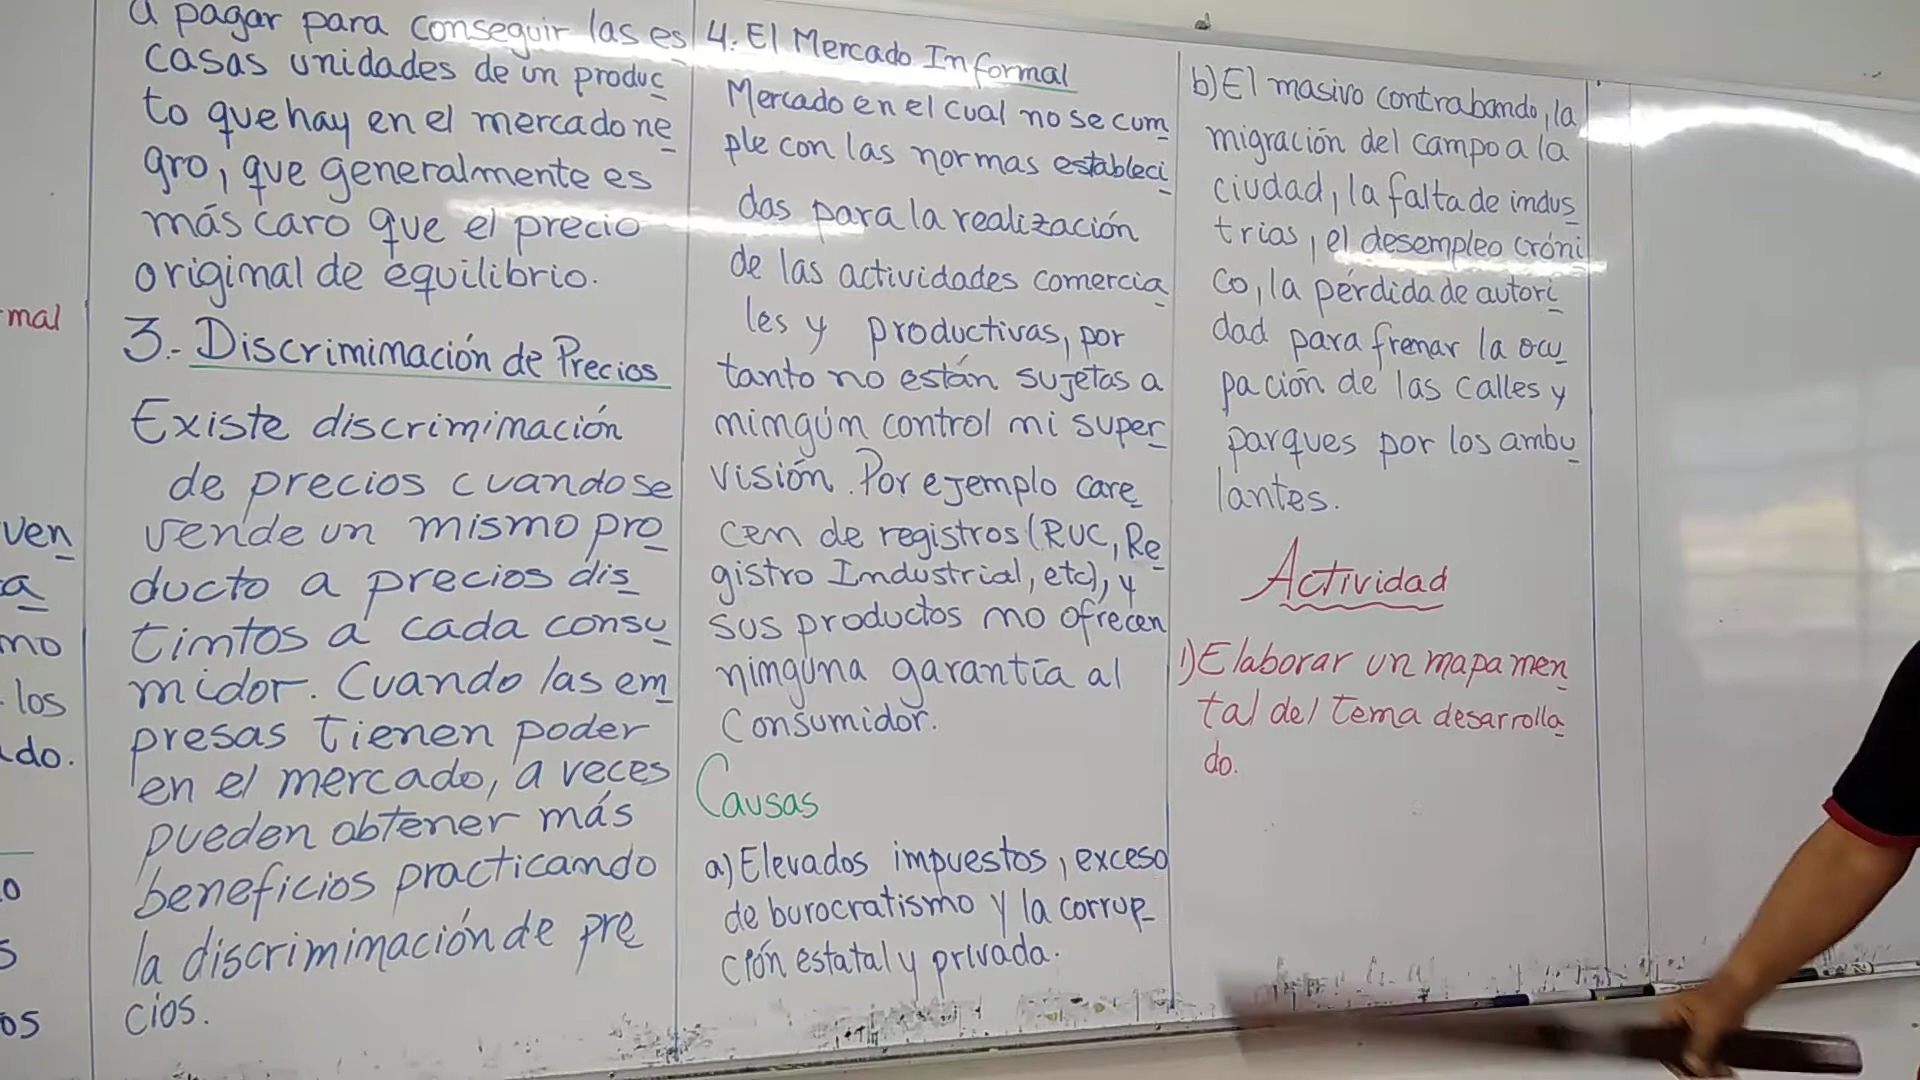 mal
ven
a
mo
los
do.
o
s
os
a pagar para conseguir las es
casas unidades de un produc
to que hay en el mercado ne
gro, que generalmente es
más caro que el precio
original de equilibrio.
3.- Discriminación de Precios
Existe discriminación
de precios cuando se
vende un mismo pro
ducto a precios dis
tintos a cada consu
midor. Cuando las em
presas tienen poder
en el mercado, a veces
pueden obtener más
beneficios practicando
la discriminación de pre
cios.
4. El Mercado Informal
Mercado en el cual no se cum
ple con las normas estableci
das para la realización
de las actividades comercia
les y productivas, por
tanto no están sujetas a
ningún control ni super
visión. Por ejemplo care
cen de registros (RUC, Re
gistro Industrial, etc), y
sus productos no ofrecen
ninguna garantía al
consumidor.
Causas
a) Elevados impuestos, exceso
de burocratismo y la corrup
ción estatal y privada.
b) El masivo contrabando, la
migración del campo a la
ciudad, la falta de indus
trias, el desempleo cróni
co, la pérdida de autori
dad para frenar la ocu
pación de las calles y
parques por los ambu
lantes.
Actividad
1) Elaborar un mapa men
tal del tema desarrolla
do.